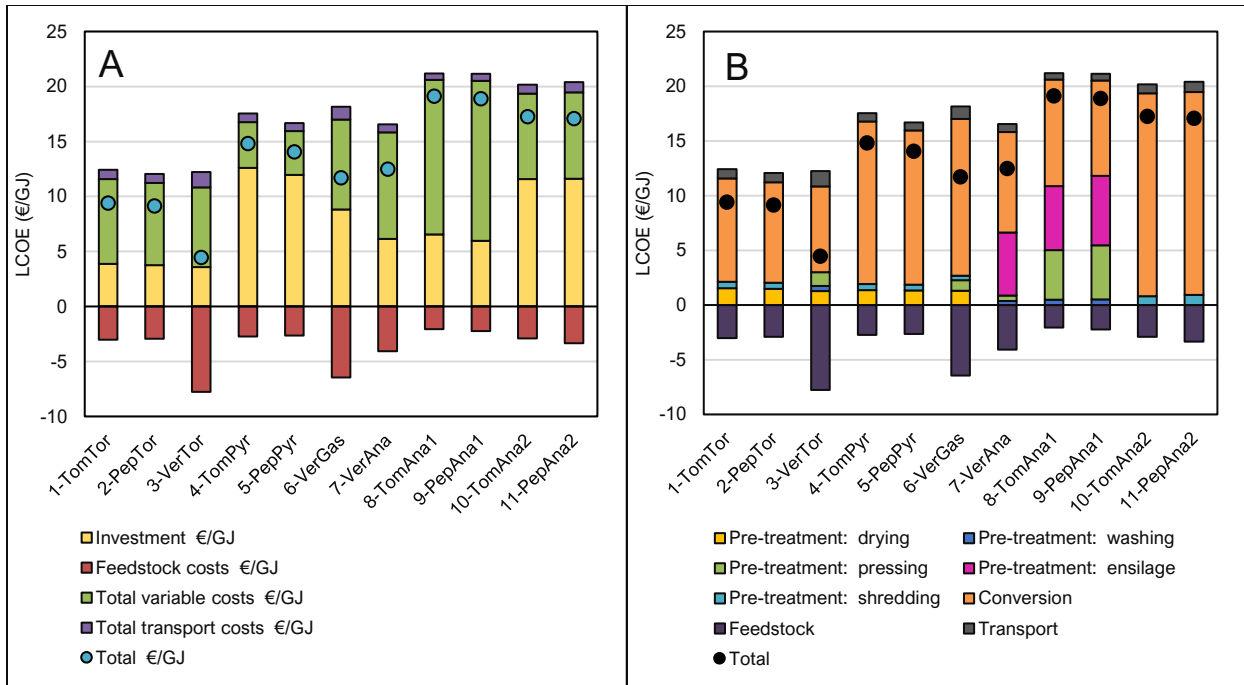 A
LCOE (€/GJ)
25
20
15
10
5
0
-5
-10
1-TomTor
2-PepTor
3-VerTor
4-TomPyr
5-PepPyr
6-VerGas
7-VerAna
8-TomAna1
9-PepAna1
10-TomAna2
11-PepAna2
Investment €/GJ
Feedstock costs €/GJ
Total variable costs €/GJ
Total transport costs €/GJ
Total €/GJ
B
LCOE (€/GJ)
25
20
15
10
5
0
-5
-10
1-TomTor
2-PepTor
3-VerTor
4-TomPyr
5-PepPyr
6-VerGas
7-VerAna
8-TomAna1
9-PepAna1
10-TomAna2
11-PepAna2
Pre-treatment: drying
Pre-treatment: washing
Pre-treatment: pressing
Pre-treatment: ensilage
Pre-treatment: shredding
Conversion
Feedstock
Transport
Total